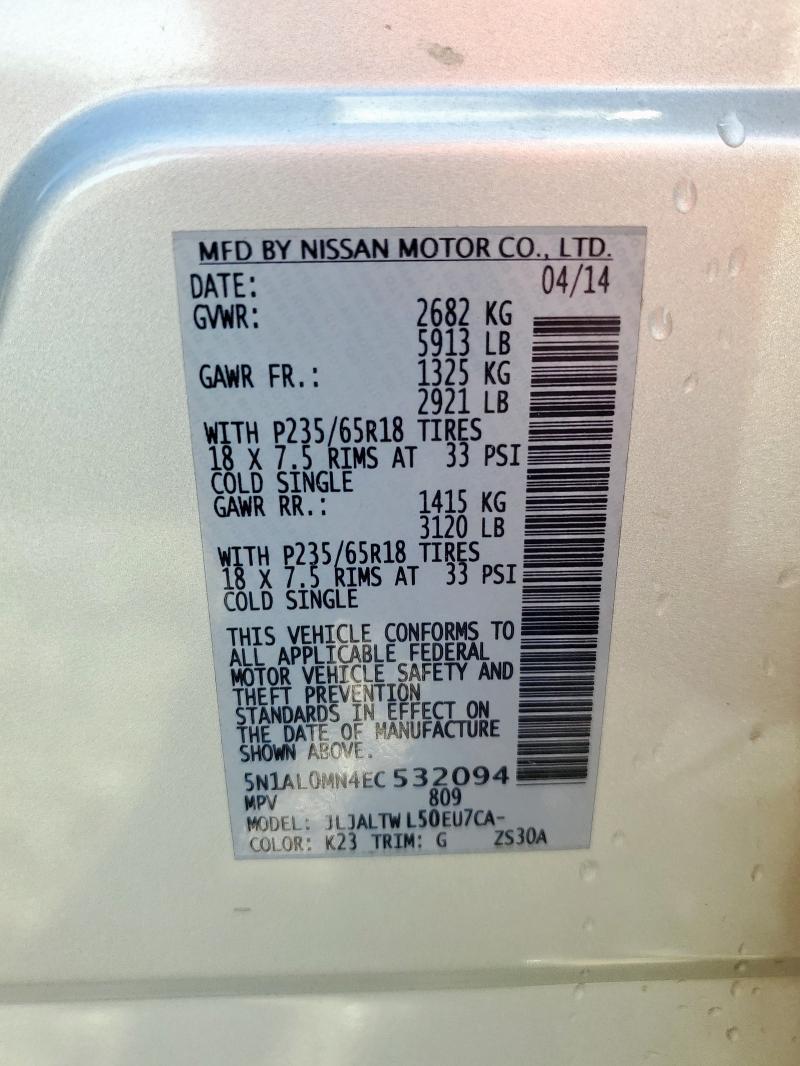 MFD BY NISSAN MOTOR CO., LTD.
DATE: 04/14
GVWR: 2682 KG
5913 LB
GAWR FR.: 1325 KG
2921 LB
WITH P235/65R18 TIRES
18 X 7.5 RIMS AT 33 PSI
COLD SINGLE
GAWR RR.: 1415 KG
3120 LB
WITH P235/65R18 TIRES
18 X 7.5 RIMS AT 33 PSI
COLD SINGLE
THIS VEHICLE CONFORMS TO
ALL APPLICABLE FEDERAL
MOTOR VEHICLE SAFETY AND
THEFT PREVENTION
STANDARDS IN EFFECT ON
THE DATE OF MANUFACTURE
SHOWN ABOVE.
5N1AL0MN4EC532094
MPV 809
MODEL: JLJALTWL50EU7CA-
COLOR: K23 TRIM: G ZS30A